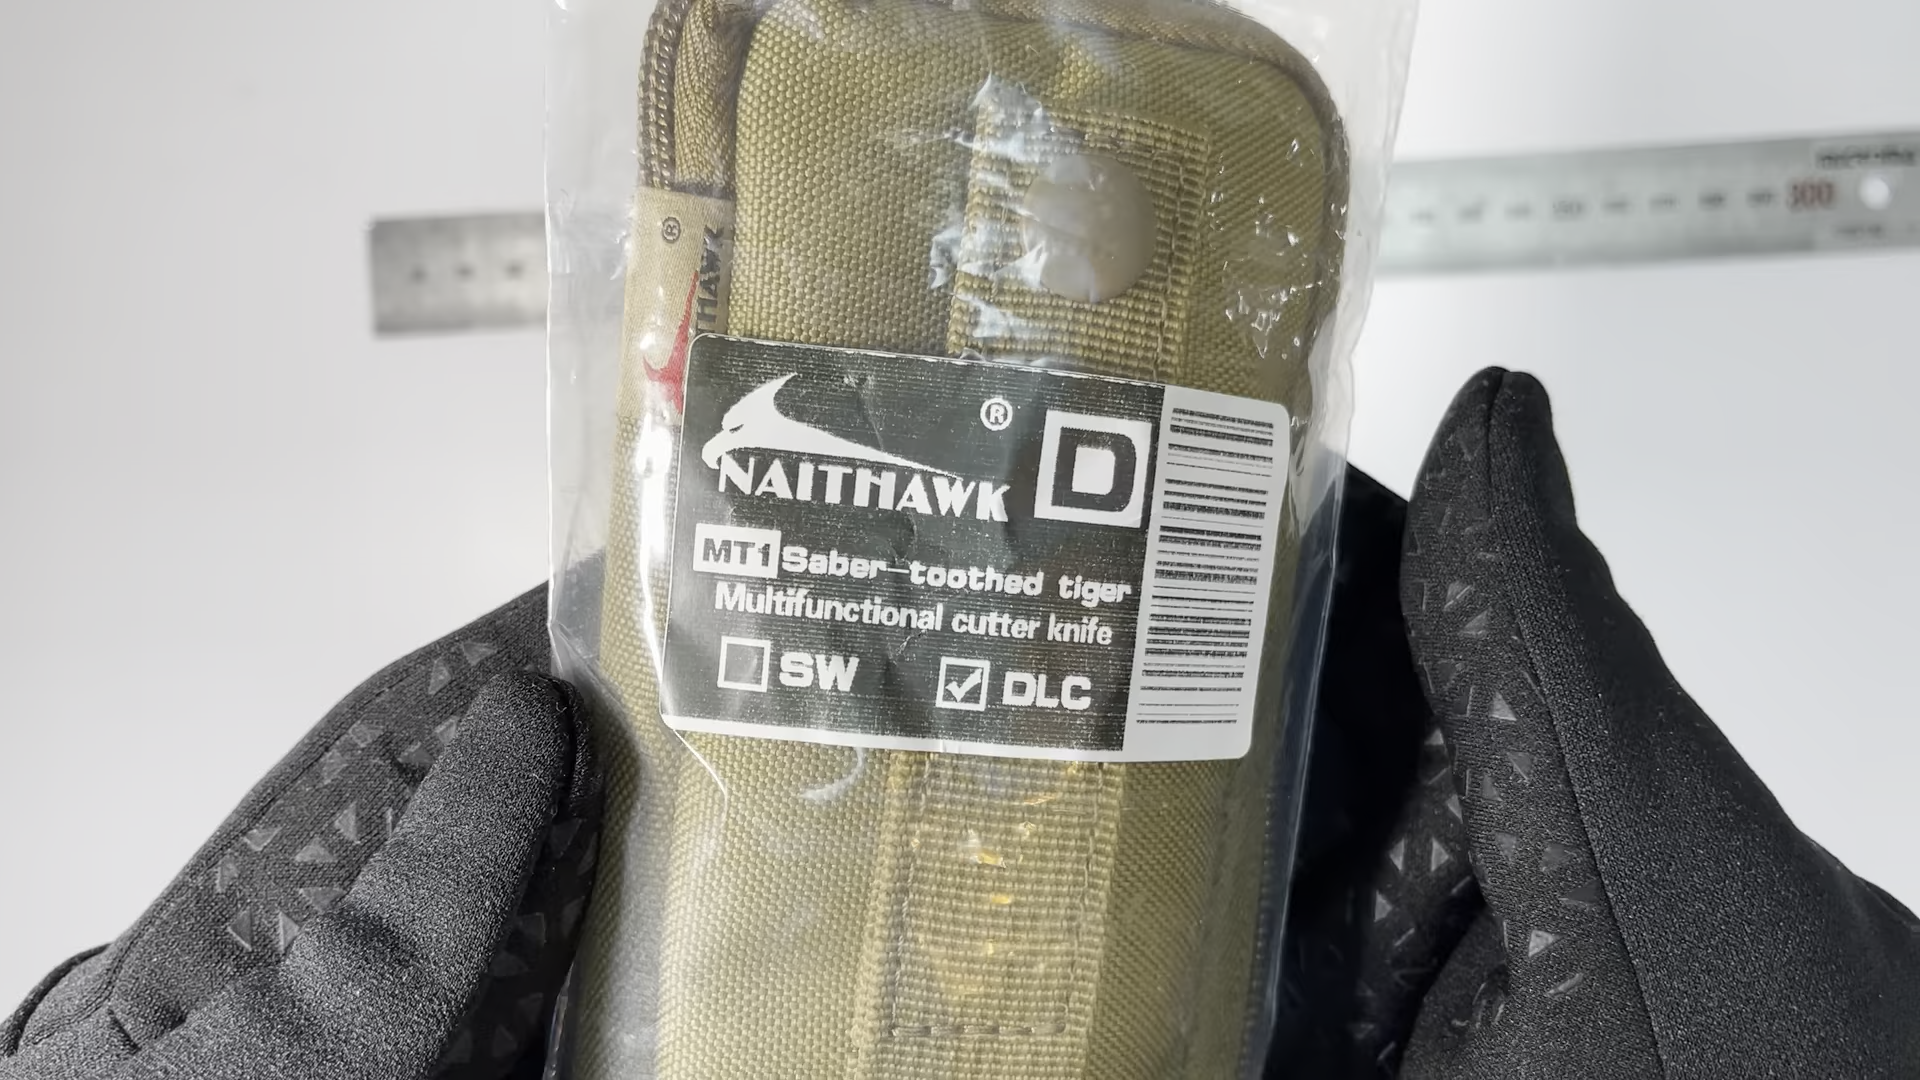 300
®
®
NAITHAWK
D
MT1 Saber-toothed tiger
Multifunctional cutter knife
SW
DLC